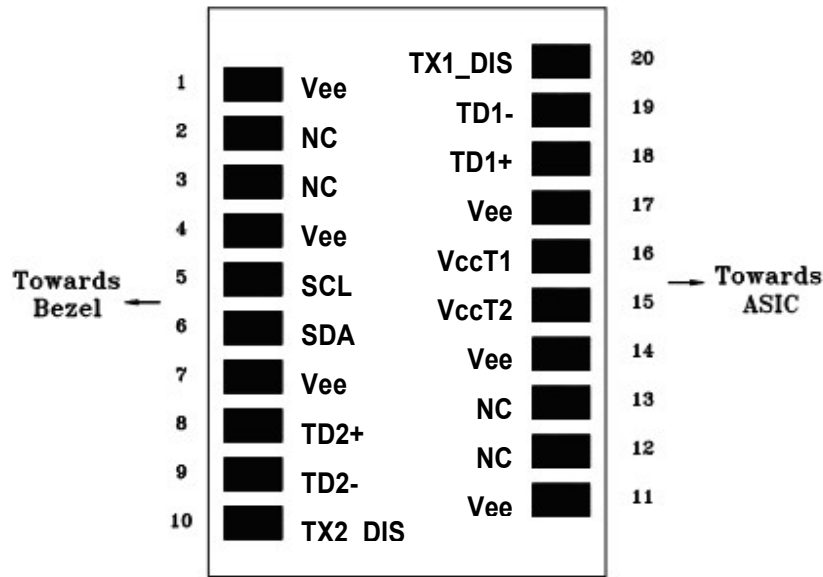 1 Vee
2 NC
3 NC
4 Vee
5 SCL
6 SDA
7 Vee
8 TD2+
9 TD2-
10 TX2_DIS
Towards
Bezel
TX1_DIS 20
TD1- 19
TD1+ 18
Vee 17
VccT1 16
VccT2 15
Vee 14
NC 13
NC 12
Vee 11
Towards
ASIC